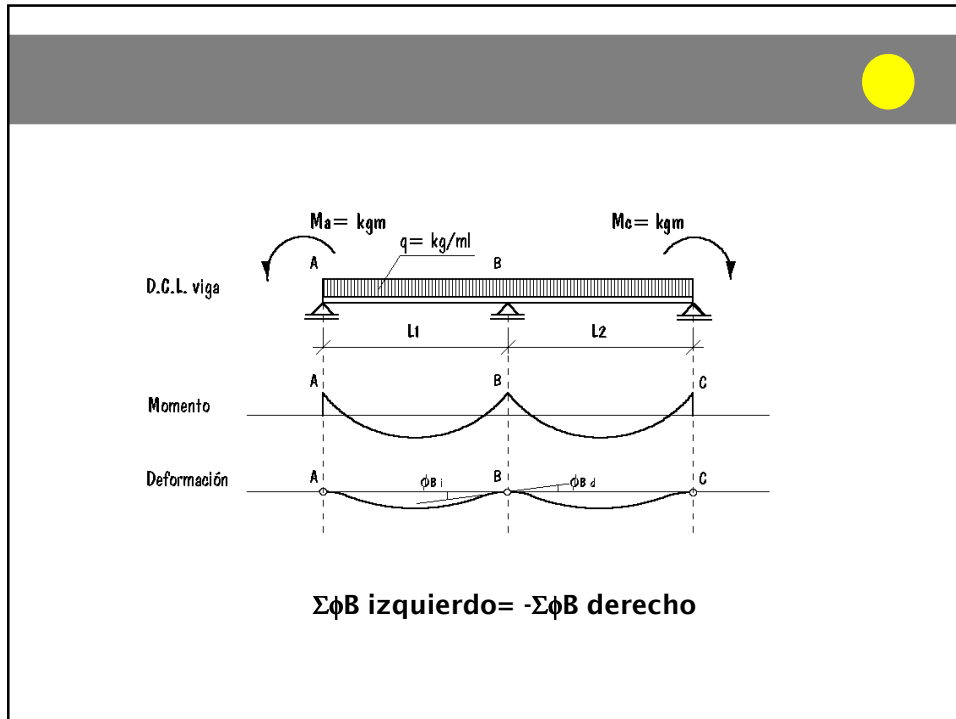 Ma= kgm
Mc= kgm
q= kg/ml
A
B
D.C.L. viga
L1
L2
A
B
C
Momento
Deformación
A
ϕB i
B
ϕB d
C
ΣϕB izquierdo= -ΣϕB derecho